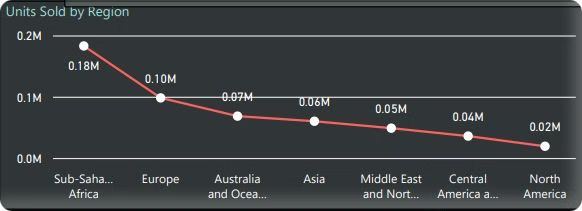 Units Sold by Region
0.2M
0.18M
0.10M
0.1M
0.07M
0.06M
0.05M
0.04M
0.02M
0.0M
Sub-Saha...
Africa
Europe
Australia
and Ocea...
Asia
Middle East
and Nort...
Central
America a...
North
America